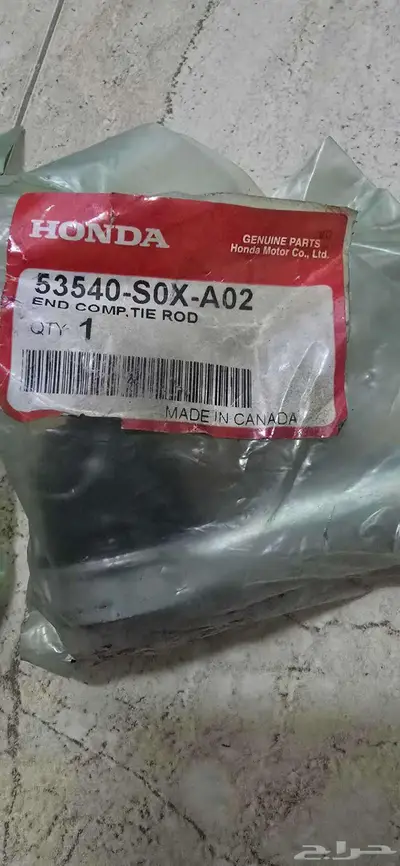 HONDA
GENUINE PARTS
Honda Motor Co., Ltd.
53540-S0X-A02
END COMP,TIE ROD
QTY: 1
MADE IN CANADA
حراج